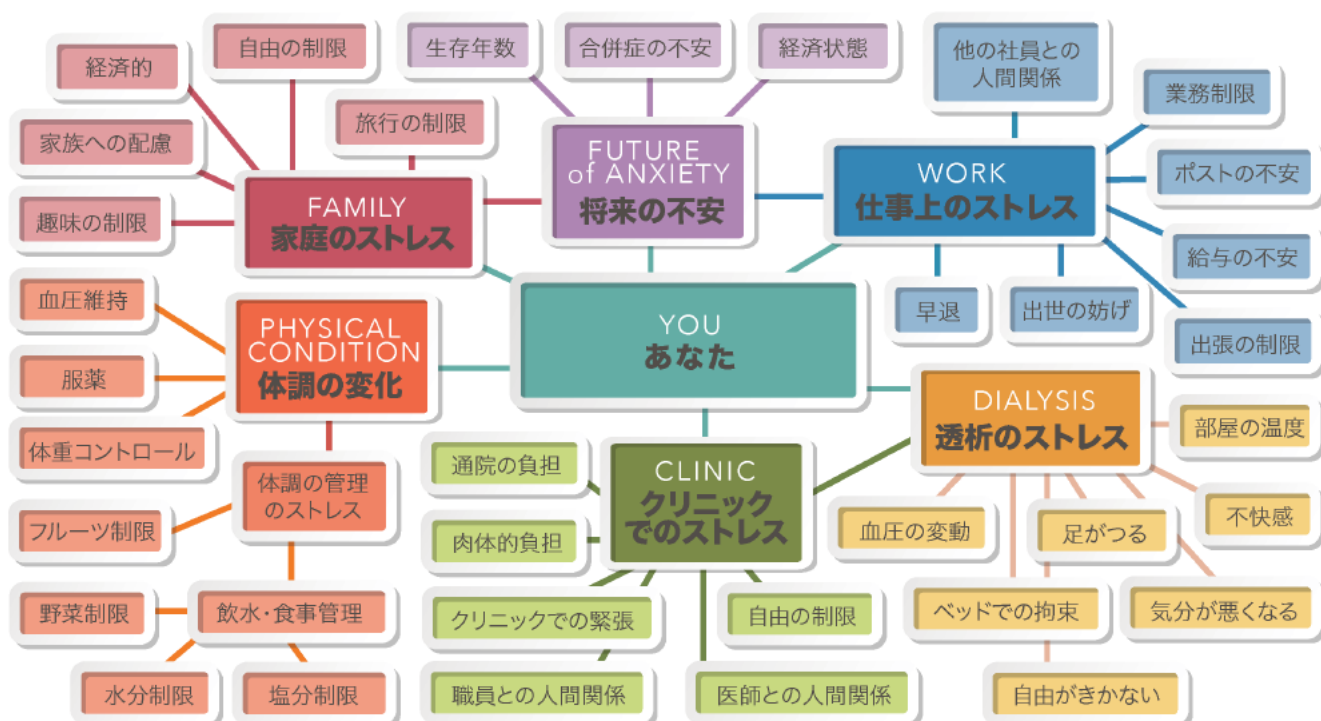 経済的
自由の制限
家族への配慮
旅行の制限
趣味の制限
FAMILY
家庭のストレス
生存年数
合併症の不安
経済状態
FUTURE
of ANXIETY
将来の不安
他の社員との
人間関係
業務制限
ポストの不安
給与の不安
出張の制限
出世の妨げ
早退
WORK
仕事上のストレス
YOU
あなた
血圧維持
服薬
体重コントロール
PHYSICAL
CONDITION
体調の変化
体調の管理
のストレス
フルーツ制限
野菜制限
飲水・食事管理
水分制限
塩分制限
CLINIC
クリニック
でのストレス
通院の負担
肉体的負担
クリニックでの緊張
職員との人間関係
自由の制限
医師との人間関係
DIALYSIS
透析のストレス
部屋の温度
不快感
血圧の変動
足がつる
ベッドでの拘束
気分が悪くなる
自由がきかない